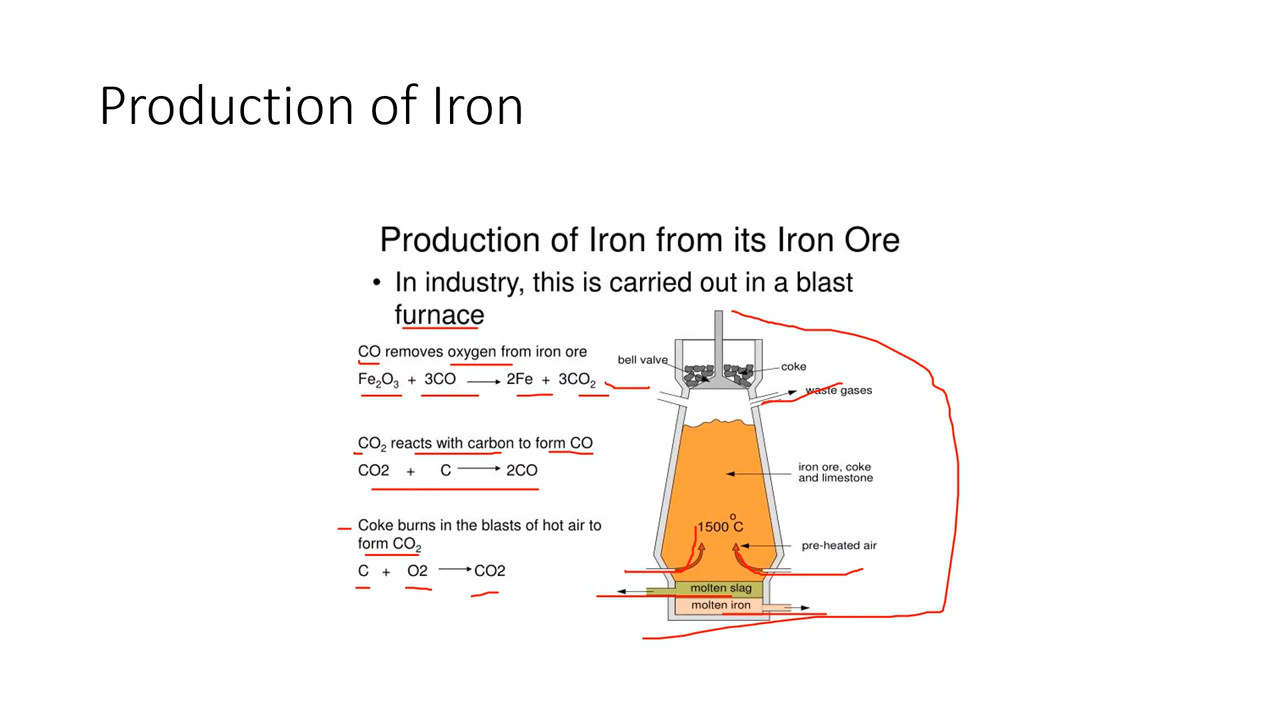 Production of Iron
Production of Iron from its Iron Ore
• In industry, this is carried out in a blast
furnace
CO removes oxygen from iron ore
Fe₂O₃ + 3CO → 2Fe + 3CO₂
CO₂ reacts with carbon to form CO
CO2 + C → 2CO
Coke burns in the blasts of hot air to
form CO₂
C + O2 → CO2
bell valve
coke
waste gases
iron ore, coke
and limestone
1500°C
pre-heated air
molten slag
molten iron